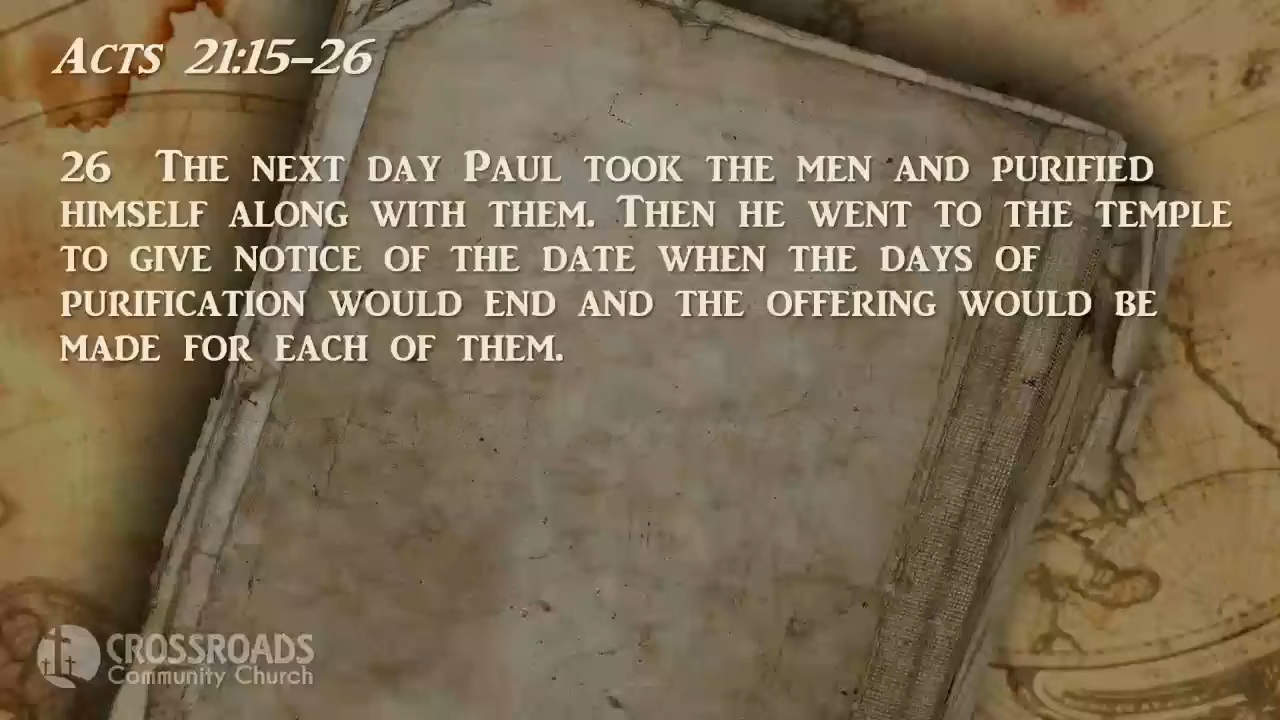 Acts 21:15-26
26 The next day Paul took the men and purified
himself along with them. Then he went to the temple
to give notice of the date when the days of
purification would end and the offering would be
made for each of them.
CROSSROADS
Community Church